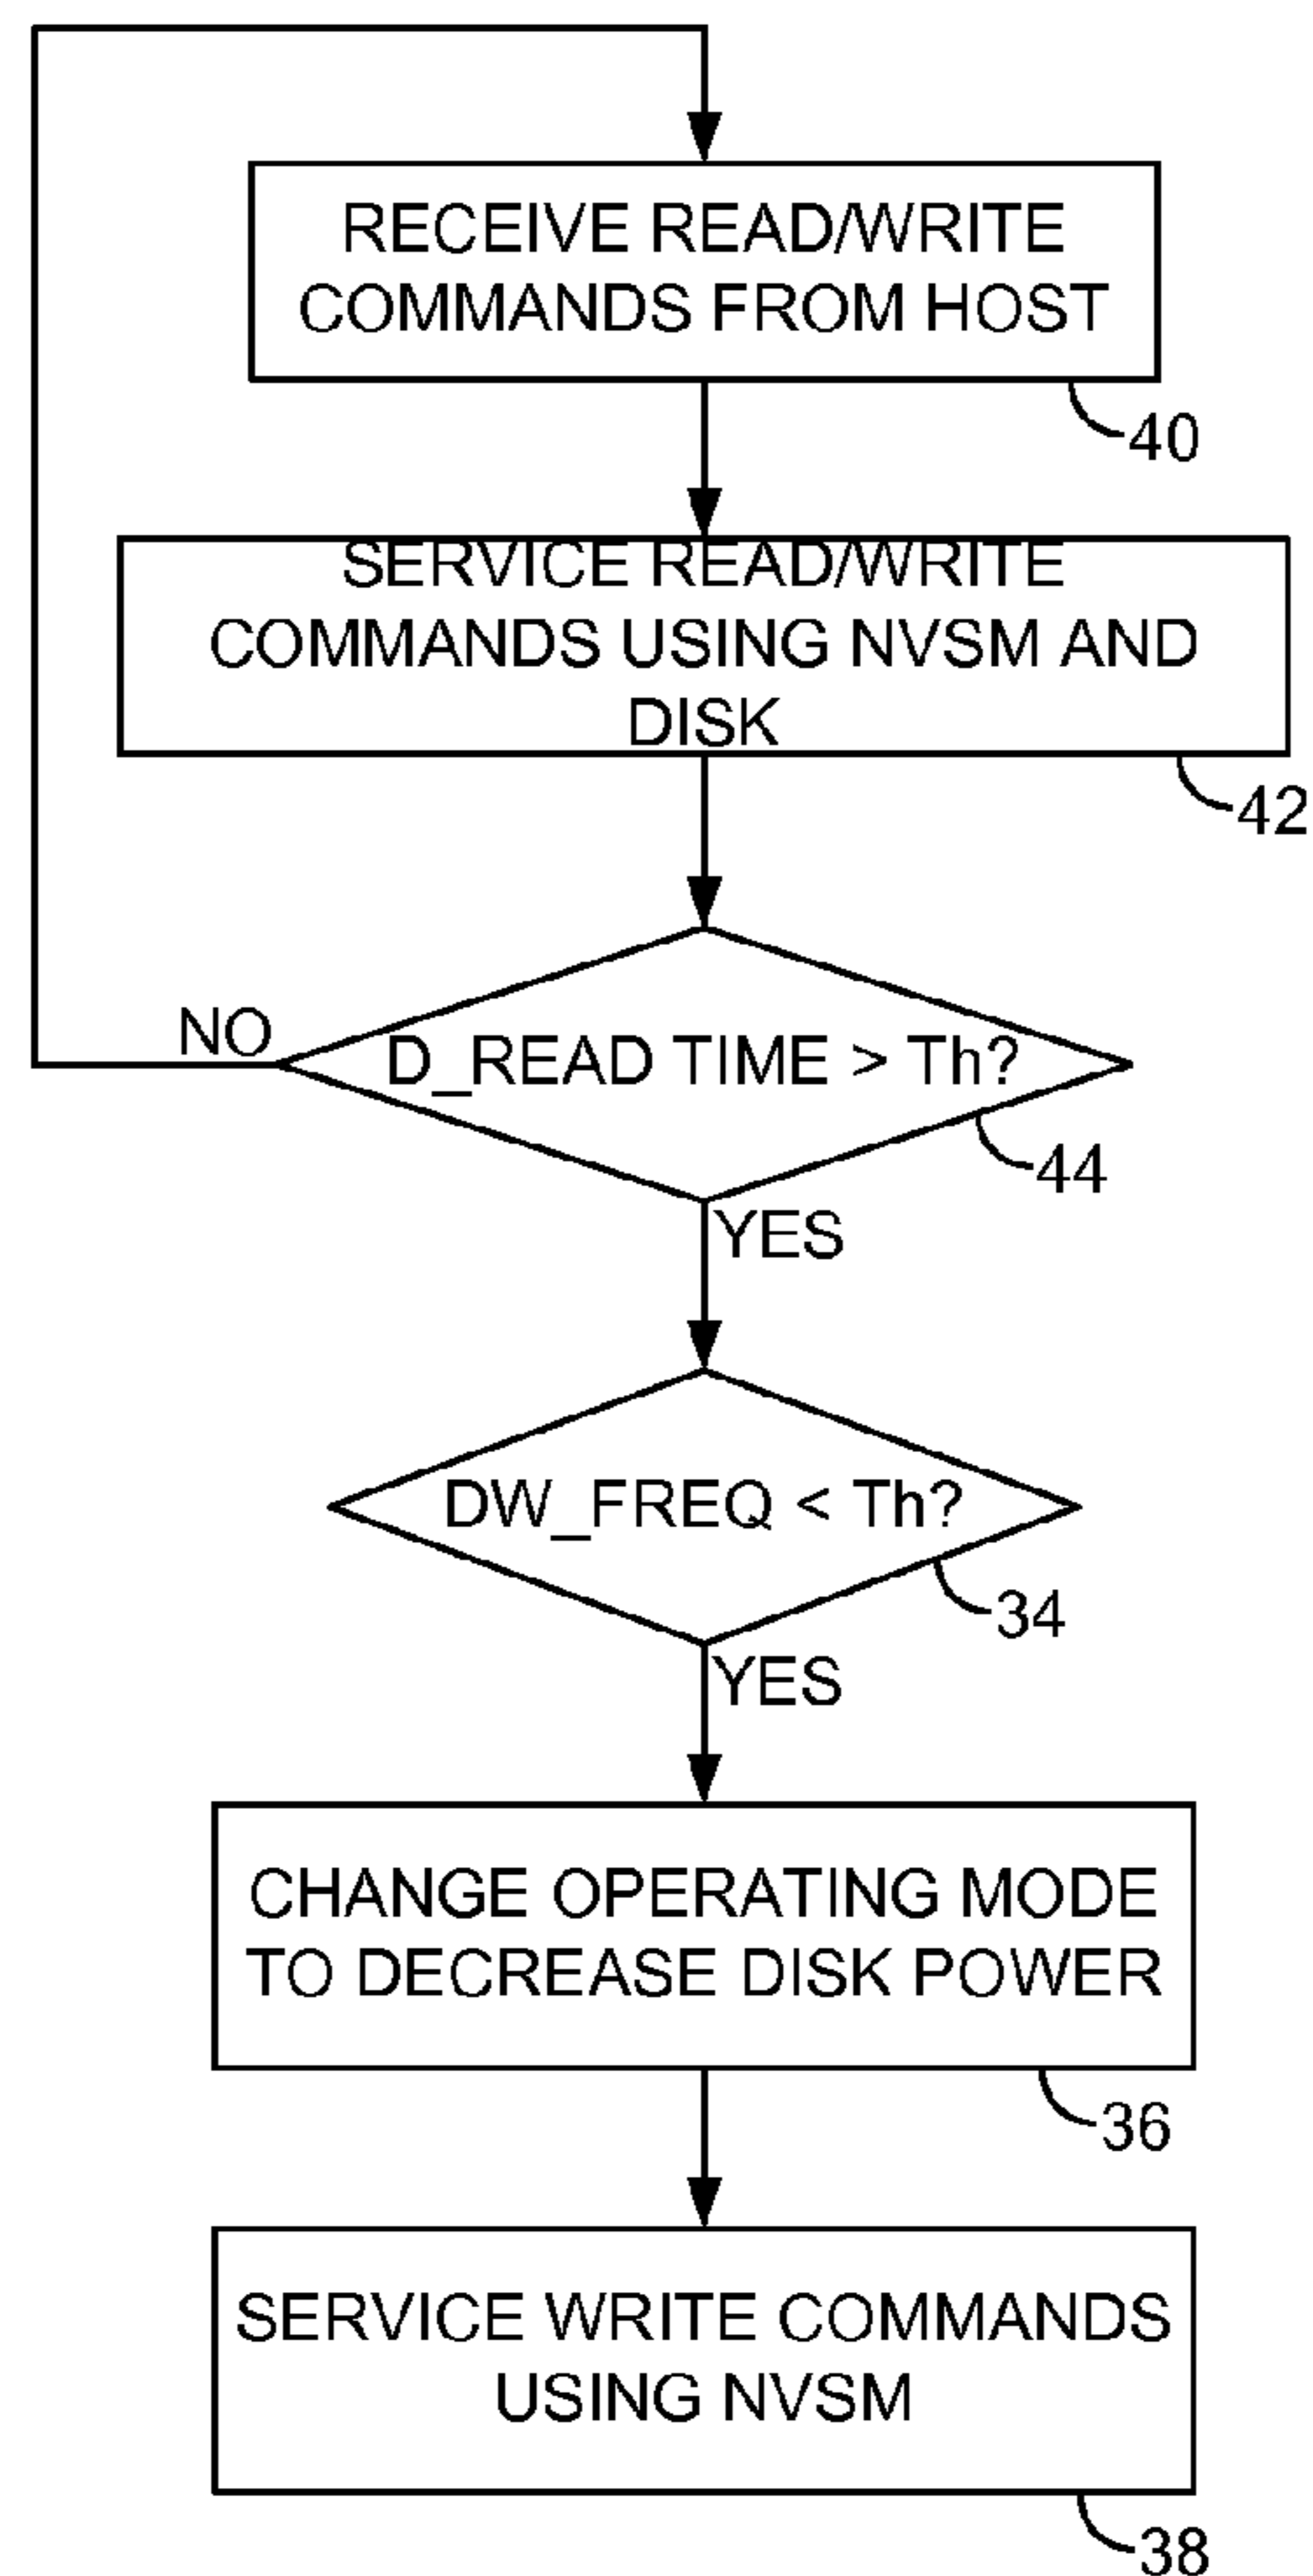 RECEIVE READ/WRITE
COMMANDS FROM HOST
40
SERVICE READ/WRITE
COMMANDS USING NVSM AND
DISK
42
NO
D_READ TIME > Th?
44
YES
DW_FREQ < Th?
34
YES
CHANGE OPERATING MODE
TO DECREASE DISK POWER
36
SERVICE WRITE COMMANDS
USING NVSM
38